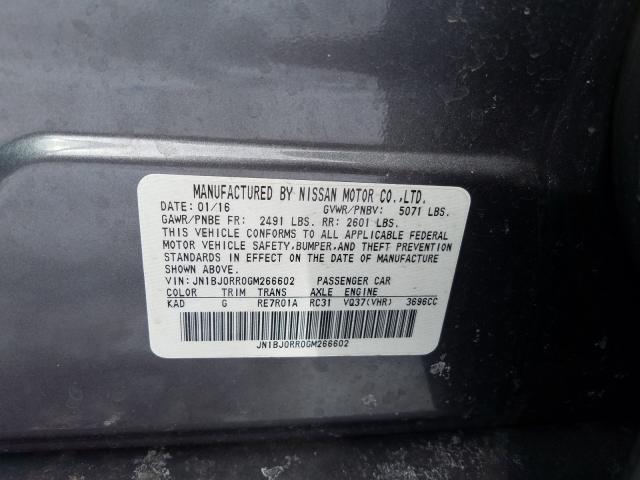 MANUFACTURED BY NISSAN MOTOR CO.,LTD.
DATE: 01/16 GVWR/PNBV: 5071 LBS.
GAWR/PNBE FR: 2491 LBS. RR: 2601 LBS.
THIS VEHICLE CONFORMS TO ALL APPLICABLE FEDERAL
MOTOR VEHICLE SAFETY,BUMPER,AND THEFT PREVENTION
STANDARDS IN EFFECT ON THE DATE OF MANUFACTURE
SHOWN ABOVE.
VIN: JN1BJ0RR0GM266602 PASSENGER CAR
COLOR TRIM TRANS AXLE ENGINE
KAD G RE7R01A RC31 VQ37(VHR) 3696CC
JN1BJ0RR0GM266602